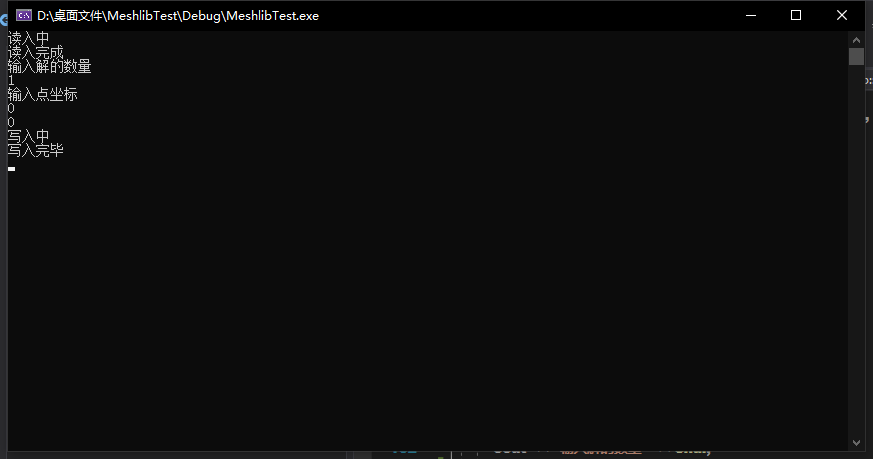 D:\桌面文件\MeshlibTest\Debug\MeshlibTest.exe
读入中
读入完成
输入解的数量
1
输入点坐标
0
0
写入中
写入完毕